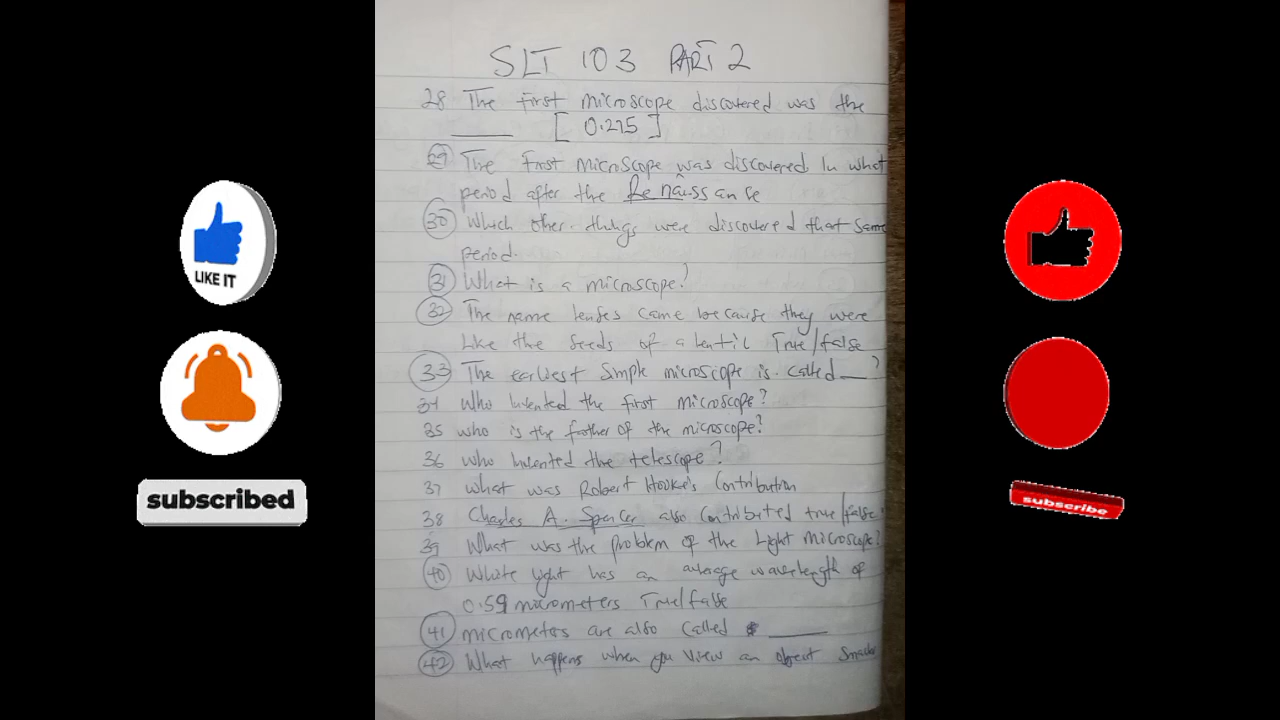 SLT 103 PART 2
28 The first microscope discovered was the
____ [ 0.275 ]
29 The first microscope was discovered In what
period after the Renaissanse
30 Which other things were discovered that same
period.
31 What is a microscope?
32 The name lenses came because they were
like the seeds of a lentil True/false
33 The earliest simple microscope is called ___?
34 Who invented the first microscope?
35 who is the father of the microscope?
36 who invented the telescope?
37 what was Robert Hooke's Contribution
38 Charles A. Spencer also contributed true/false
39 What was the problem of the Light microscope?
40 White light has an average wavelength of
0.59 micrometers True/false
41 micrometers are also called ____
42 What happens when you view an object
LIKE IT
subscribed
subscribe